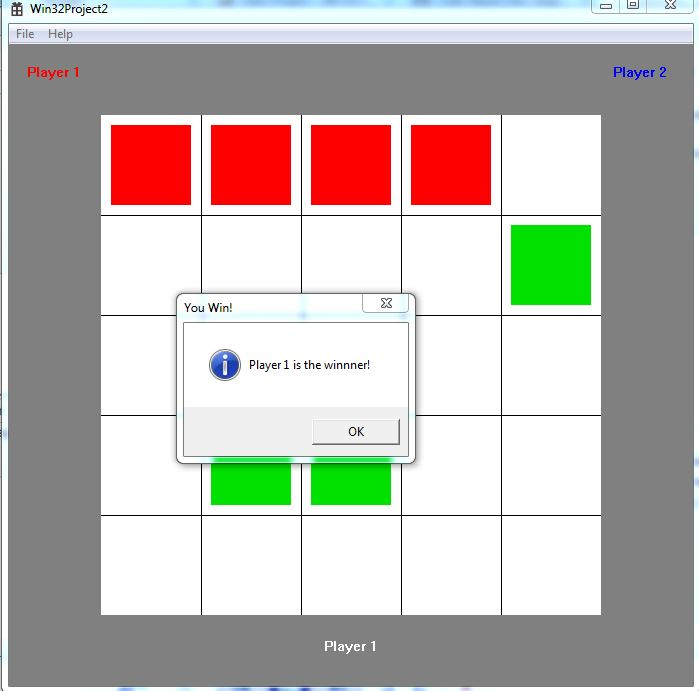 Win32Project2
File Help
Player 1 Player 2
You Win!
Player 1 is the winnner!
OK
Player 1